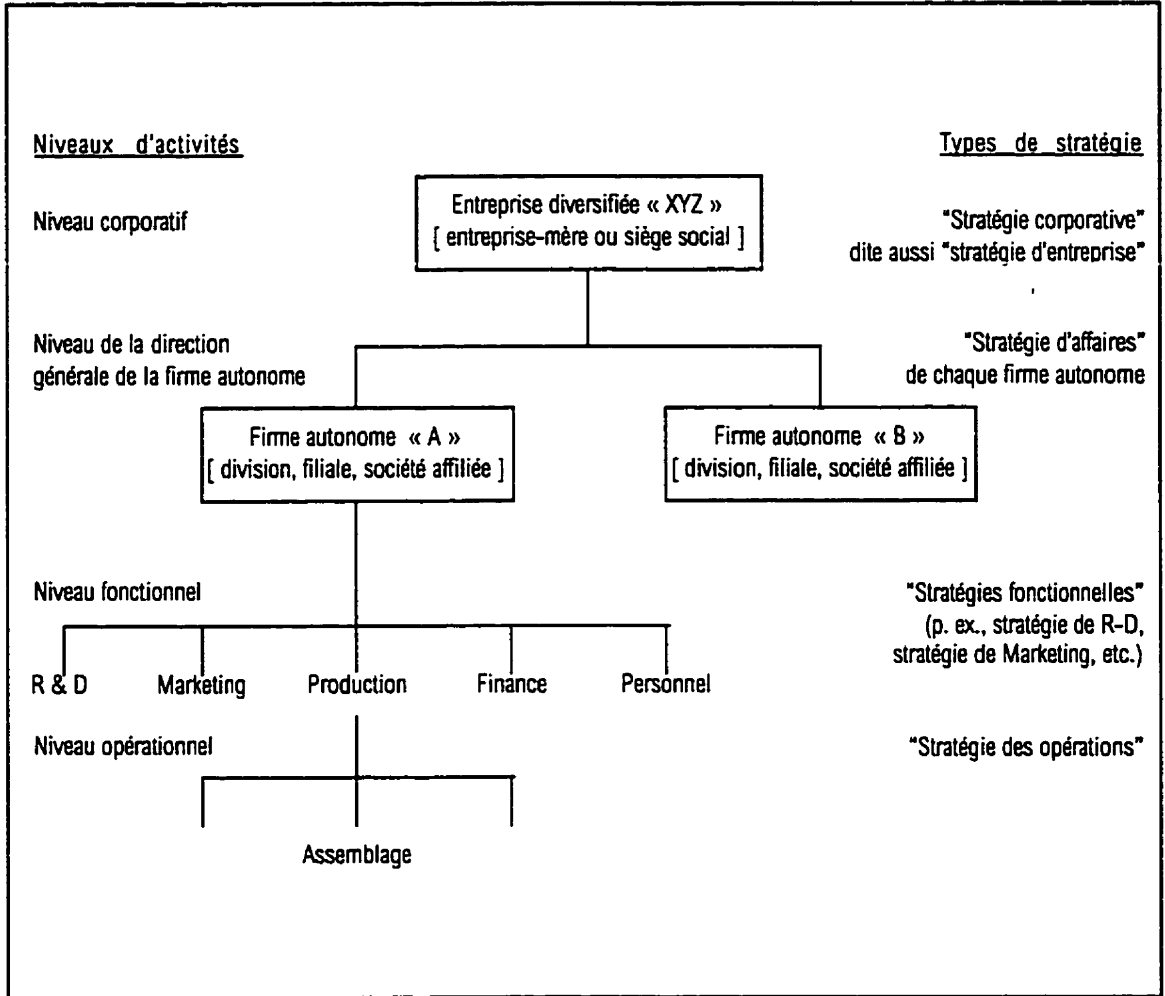 Niveaux d'activités
Types de stratégie
Entreprise diversifiée « XYZ »
[ entreprise-mère ou siège social ]
Niveau corporatif
"Stratégie corporative"
dite aussi "stratégie d'entreprise"
Niveau de la direction
générale de la firme autonome
"Stratégie d'affaires"
de chaque firme autonome
Firme autonome « A »
[ division, filiale, société affiliée ]
Firme autonome « B »
[ division, filiale, société affiliée ]
Niveau fonctionnel
"Stratégies fonctionnelles"
(p. ex., stratégie de R-D,
stratégie de Marketing, etc.)
R & D Marketing Production Finance Personnel
Niveau opérationnel
"Stratégie des opérations"
Assemblage